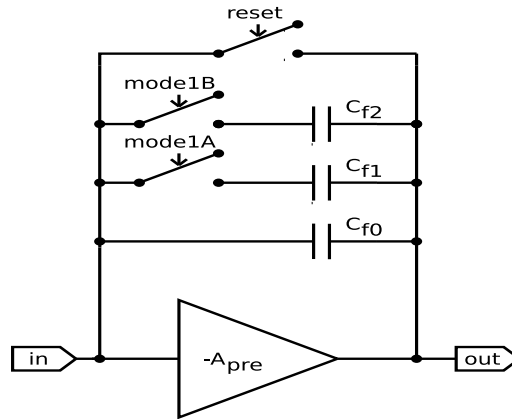 reset
mode1B
Cf2
mode1A
Cf1
Cf0
in
-Apre
out